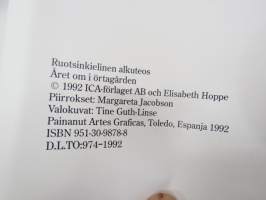 Ruotsinkielinen alkuteos
Året om i örtagården
© 1992 ICA-förlaget AB och Elisabeth Hoppe
Piirrokset: Margareta Jacobson
Valokuvat: Tine Guth-Linse
Painanut Artes Graficas, Toledo, Espanja 1992
ISBN 951-30-9878-8
D.L.TO:974-1992